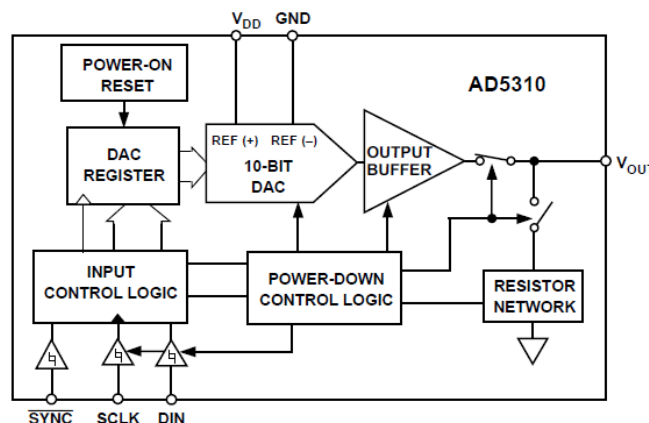 VDD GND
POWER-ON
RESET
AD5310
REF (+) REF (–)
DAC
REGISTER
10-BIT
DAC
OUTPUT
BUFFER
VOUT
INPUT
CONTROL LOGIC
POWER-DOWN
CONTROL LOGIC
RESISTOR
NETWORK
SYNC SCLK DIN